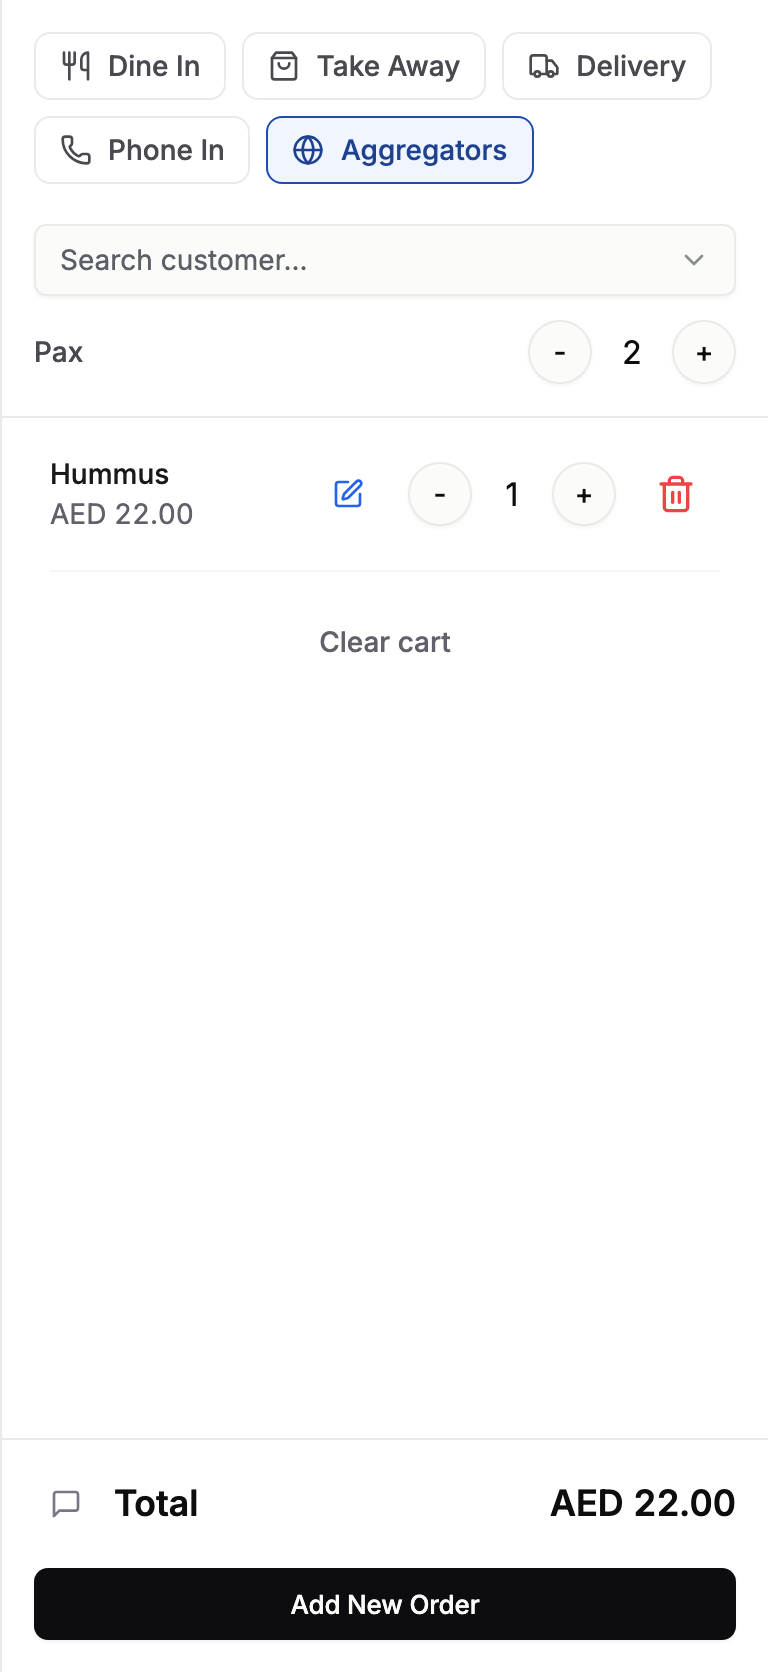 Dine In
Take Away
Delivery
Phone In
Aggregators
Search customer...
Pax
- 2 +
Hummus
AED 22.00
- 1 +
Clear cart
Total
AED 22.00
Add New Order